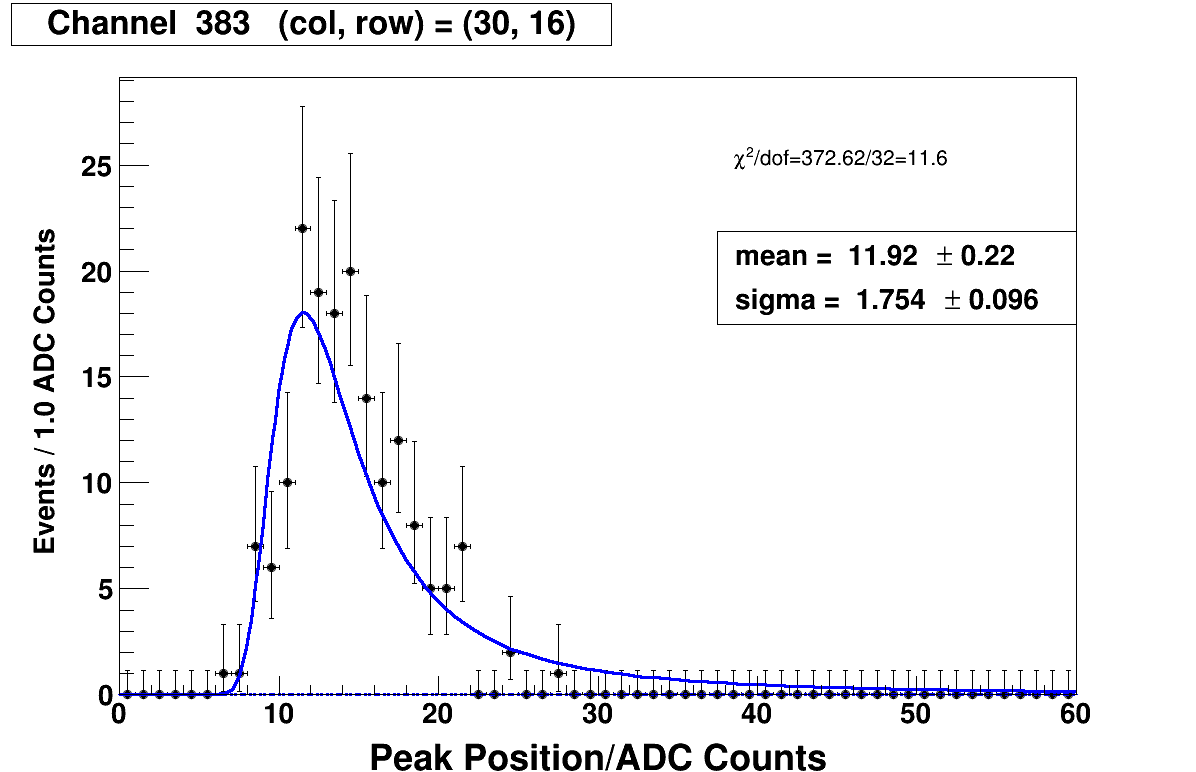 Channel 383 (col, row) = (30, 16)
χ²/dof=372.62/32=11.6
mean = 11.92 ± 0.22
sigma = 1.754 ± 0.096
Events / 1.0 ADC Counts
25
20
15
10
5
0
0 10 20 30 40 50 60
Peak Position/ADC Counts